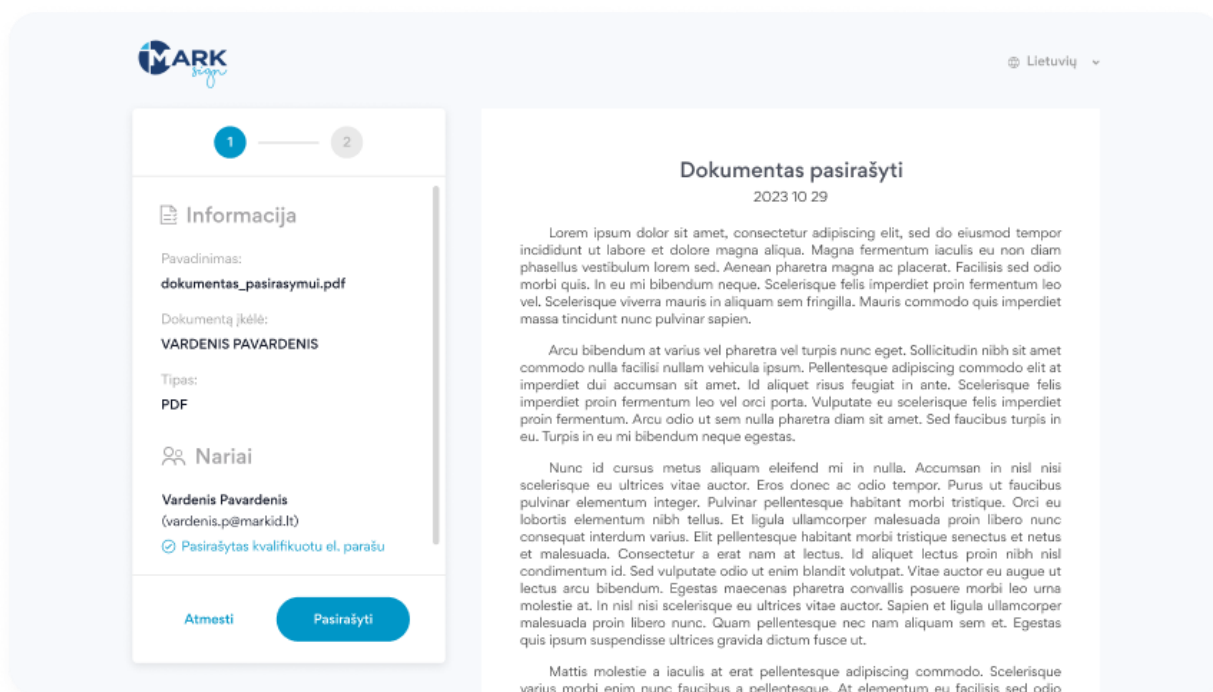 MARK
sign
Lietuvių
1
2
Informacija
Pavadinimas:
dokumentas_pasirasymui.pdf
Dokumentą įkėlė:
VARDENIS PAVARDENIS
Tipas:
PDF
Nariai
Vardenis Pavardenis
(vardenis.p@markid.lt)
Pasirašytas kvalifikuotu el. parašu
Atmesti
Pasirašyti
Dokumentas pasirašyti
2023 10 29
Lorem ipsum dolor sit amet, consectetur adipiscing elit, sed do eiusmod tempor
incididunt ut labore et dolore magna aliqua. Magna fermentum iaculis eu non diam
phasellus vestibulum lorem sed. Aenean pharetra magna ac placerat. Facilisis sed odio
morbi quis. In eu mi bibendum neque. Scelerisque felis imperdiet proin fermentum leo
vel. Scelerisque viverra mauris in aliquam sem fringilla. Mauris commodo quis imperdiet
massa tincidunt nunc pulvinar sapien.
Arcu bibendum at varius vel pharetra vel turpis nunc eget. Sollicitudin nibh sit amet
commodo nulla facilisi nullam vehicula ipsum. Pellentesque adipiscing commodo elit at
imperdiet dui accumsan sit amet. Id aliquet risus feugiat in ante. Scelerisque felis
imperdiet proin fermentum leo vel orci porta. Vulputate eu scelerisque felis imperdiet
proin fermentum. Arcu odio ut sem nulla pharetra diam sit amet. Sed faucibus turpis in
eu. Turpis in eu mi bibendum neque egestas.
Nunc id cursus metus aliquam eleifend mi in nulla. Accumsan in nisl nisi
scelerisque eu ultrices vitae auctor. Eros donec ac odio tempor. Purus ut faucibus
pulvinar elementum integer. Pulvinar pellentesque habitant morbi tristique. Orci eu
lobortis elementum nibh tellus. Et ligula ullamcorper malesuada proin libero nunc
consequat interdum varius. Elit pellentesque habitant morbi tristique senectus et netus
et malesuada. Consectetur a erat nam at lectus. Id aliquet lectus proin nibh nisl
condimentum id. Sed vulputate odio ut enim blandit volutpat. Vitae auctor eu augue ut
lectus arcu bibendum. Egestas maecenas pharetra convallis posuere morbi leo urna
molestie at. In nisl nisi scelerisque eu ultrices vitae auctor. Sapien et ligula ullamcorper
malesuada proin libero nunc. Quam pellentesque nec nam aliquam sem et. Egestas
quis ipsum suspendisse ultrices gravida dictum fusce ut.
Mattis molestie a iaculis at erat pellentesque adipiscing commodo. Scelerisque
varius morbi enim nunc faucibus a pellentesque. At elementum eu facilisis sed odio